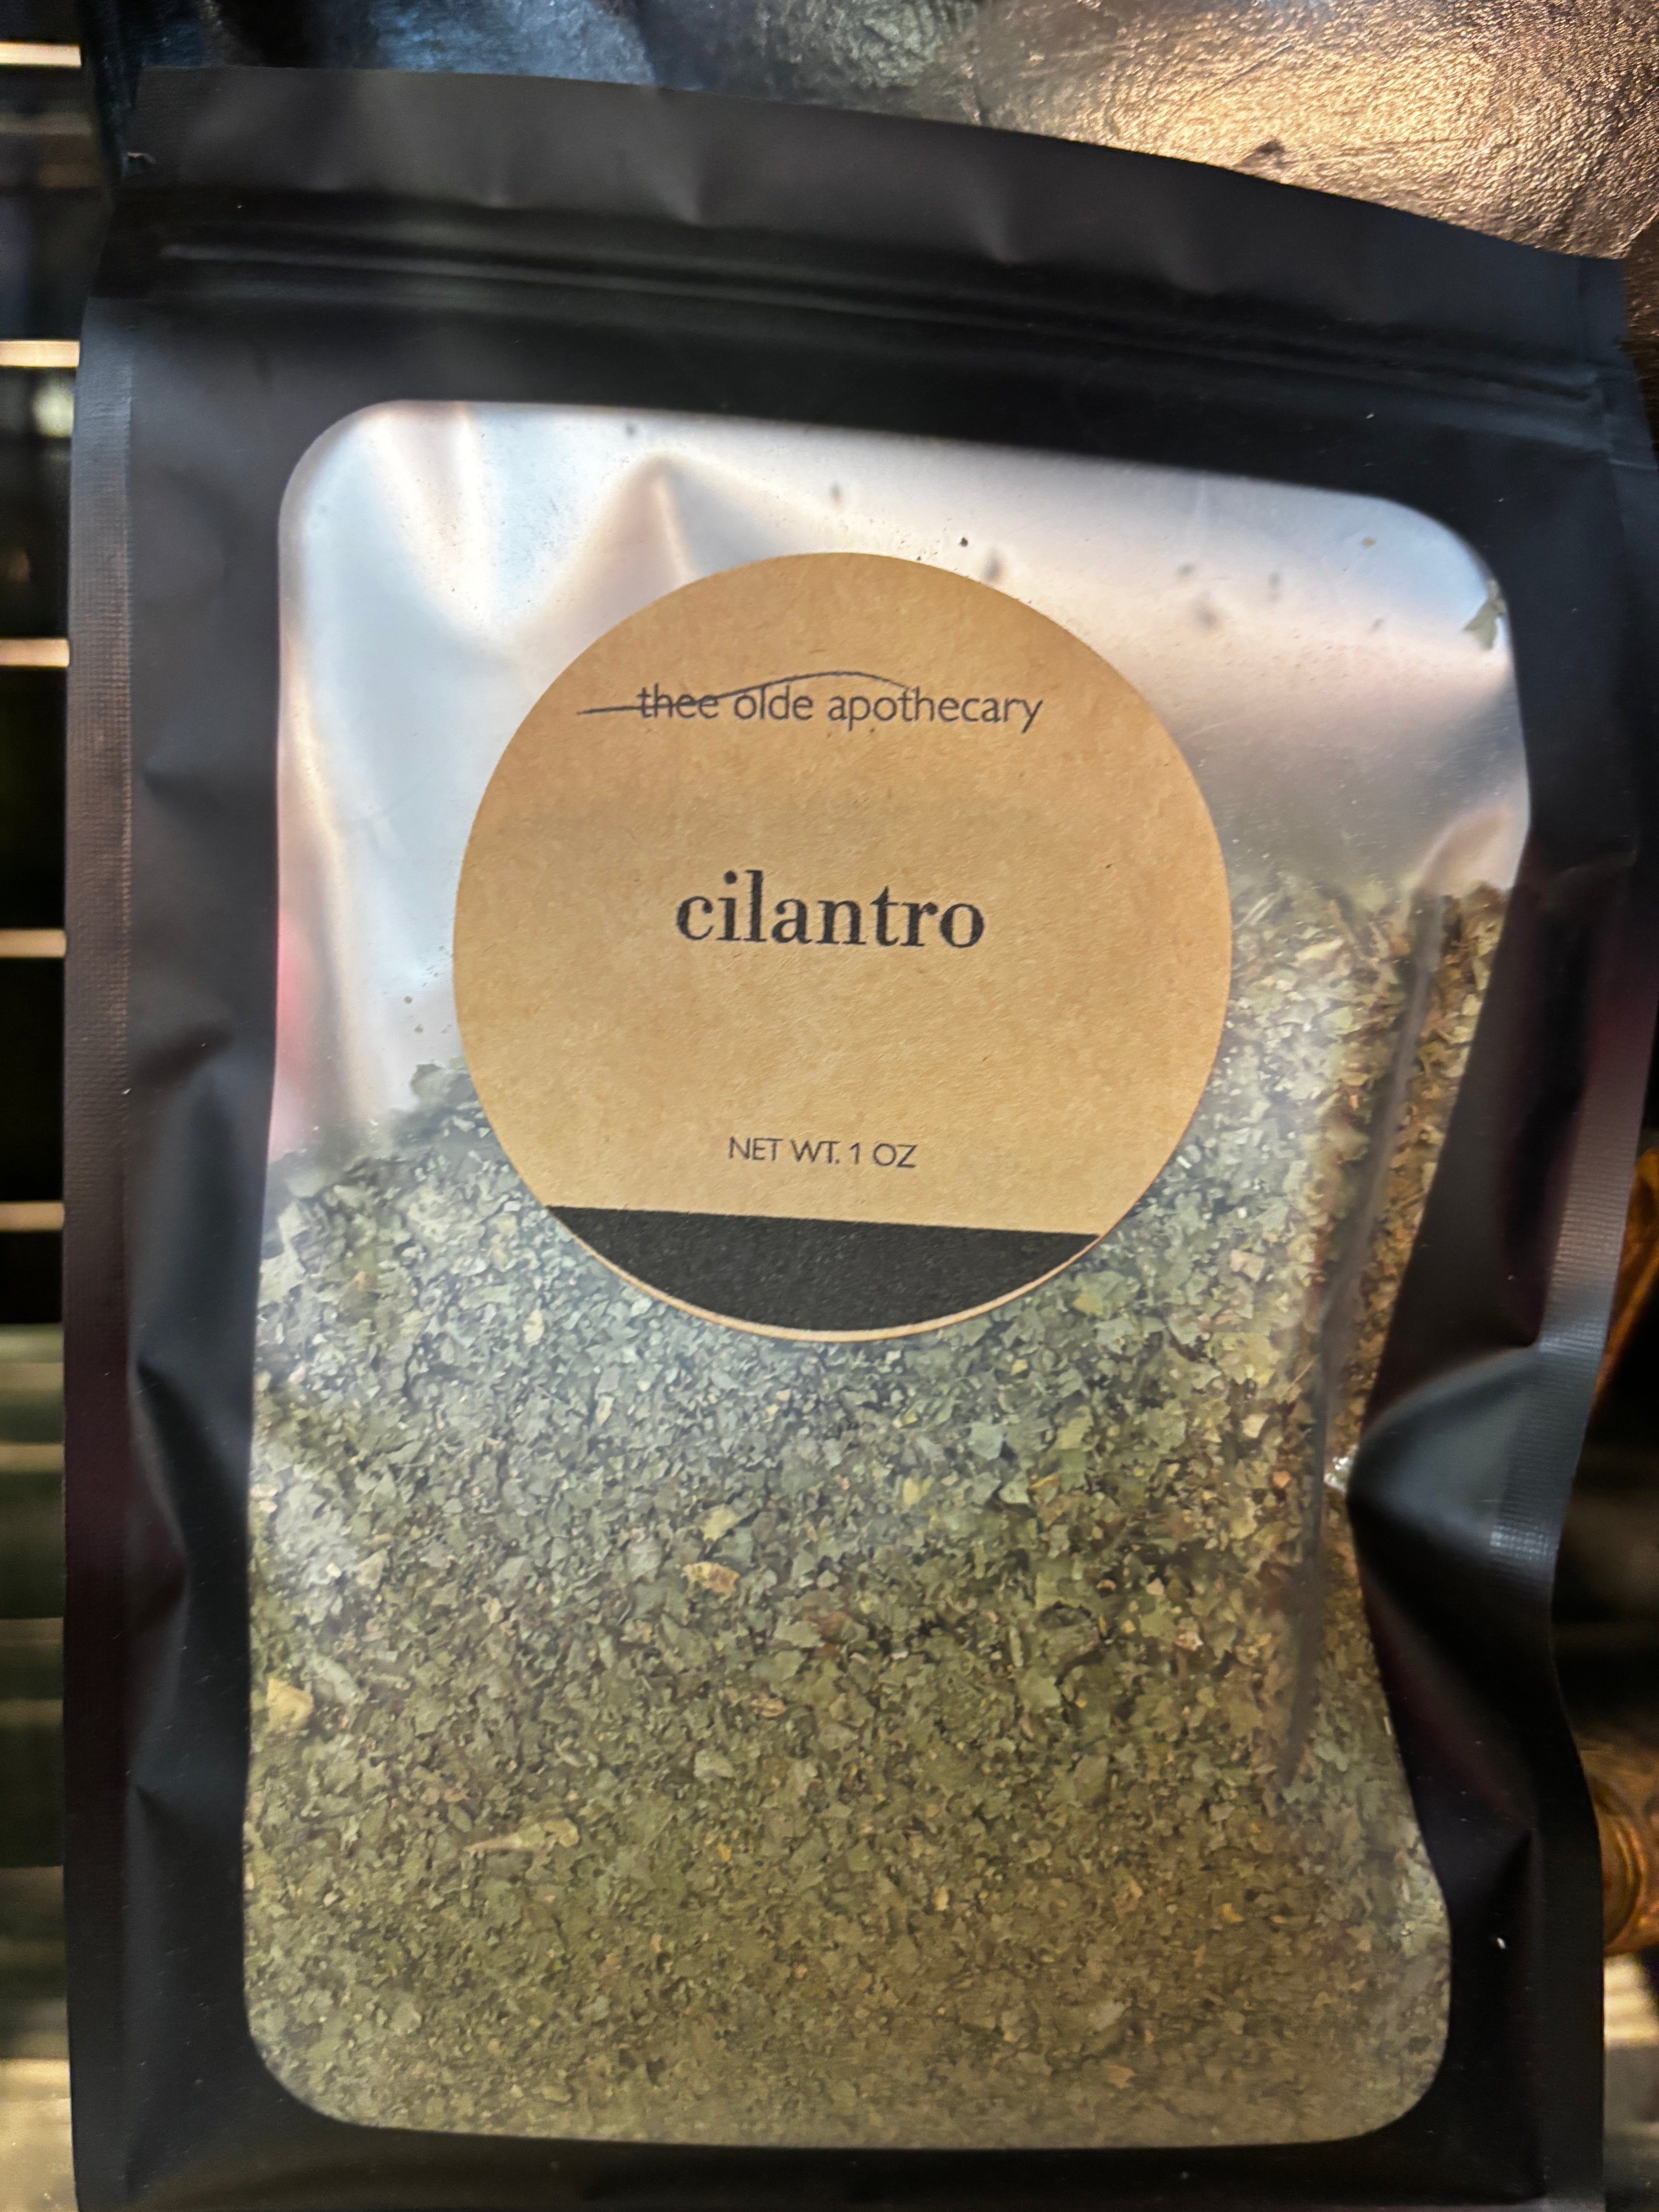 thee olde apothecary
cilantro
NET WT. 1 OZ